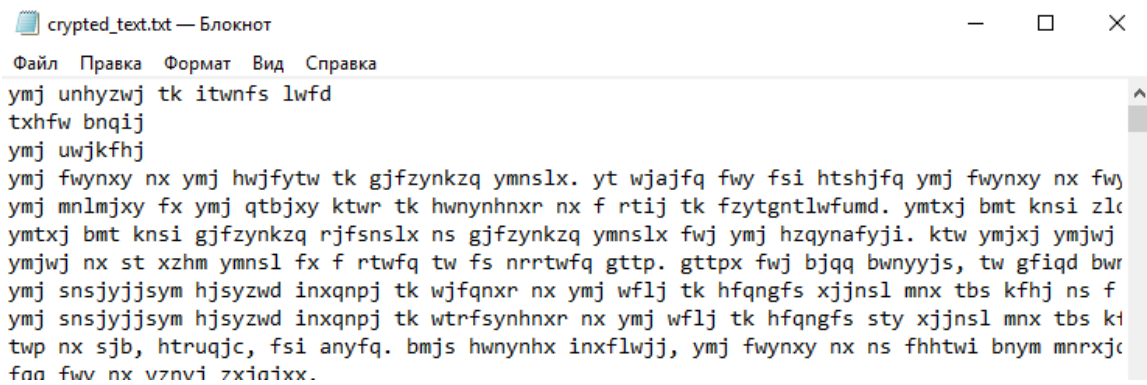 crypted_text.txt — Блокнот
Файл Правка Формат Вид Справка
ymj unhyzwj tk itwnfs lwfd
txhfw bnqij
ymj uwjkfhj
ymj fwynxy nx ymj hwjfytw tk gjfzynkzq ymnslx. yt wjajfq fwy fsi htshjfq ymj fwynxy nx
ymj mnlmjxy fx ymj qtbjxy ktwr tk hwnynhnxr nx f rtij tk fzytgntlwfumd. ymtxj bmt knsi
ymtxj bmt knsi gjfzynkzq rjfsnslx ns gjfzynkzq ymnslx fwj ymj hzqynafyji. ktw ymjxj ymjwj
ymjwj nx st xzhm ymnsl fx f rtwfq tw fs nrrtwfq gttp. gttpx fwj bjqq bwnyyjs, tw gfiqd
ymj snsjyjjsym hjsyzwd inxqnpj tk wjfqnxr nx ymj wflj tk hfqngfs xjjnsl mnx tbs kfhj ns f
ymj snsjyjjsym hjsyzwd inxqnpj tk wtrfsynhnxr nx ymj wflj tk hfqngfs sty xjjnsl mnx tbs
twp nx sjb, htruqjc, fsi anyfq. bmjs hwnynhx inxflwjj, ymj fwynxy nx ns fhhtwi bnym
fqq fwy nx vznyj zxjqjxx.